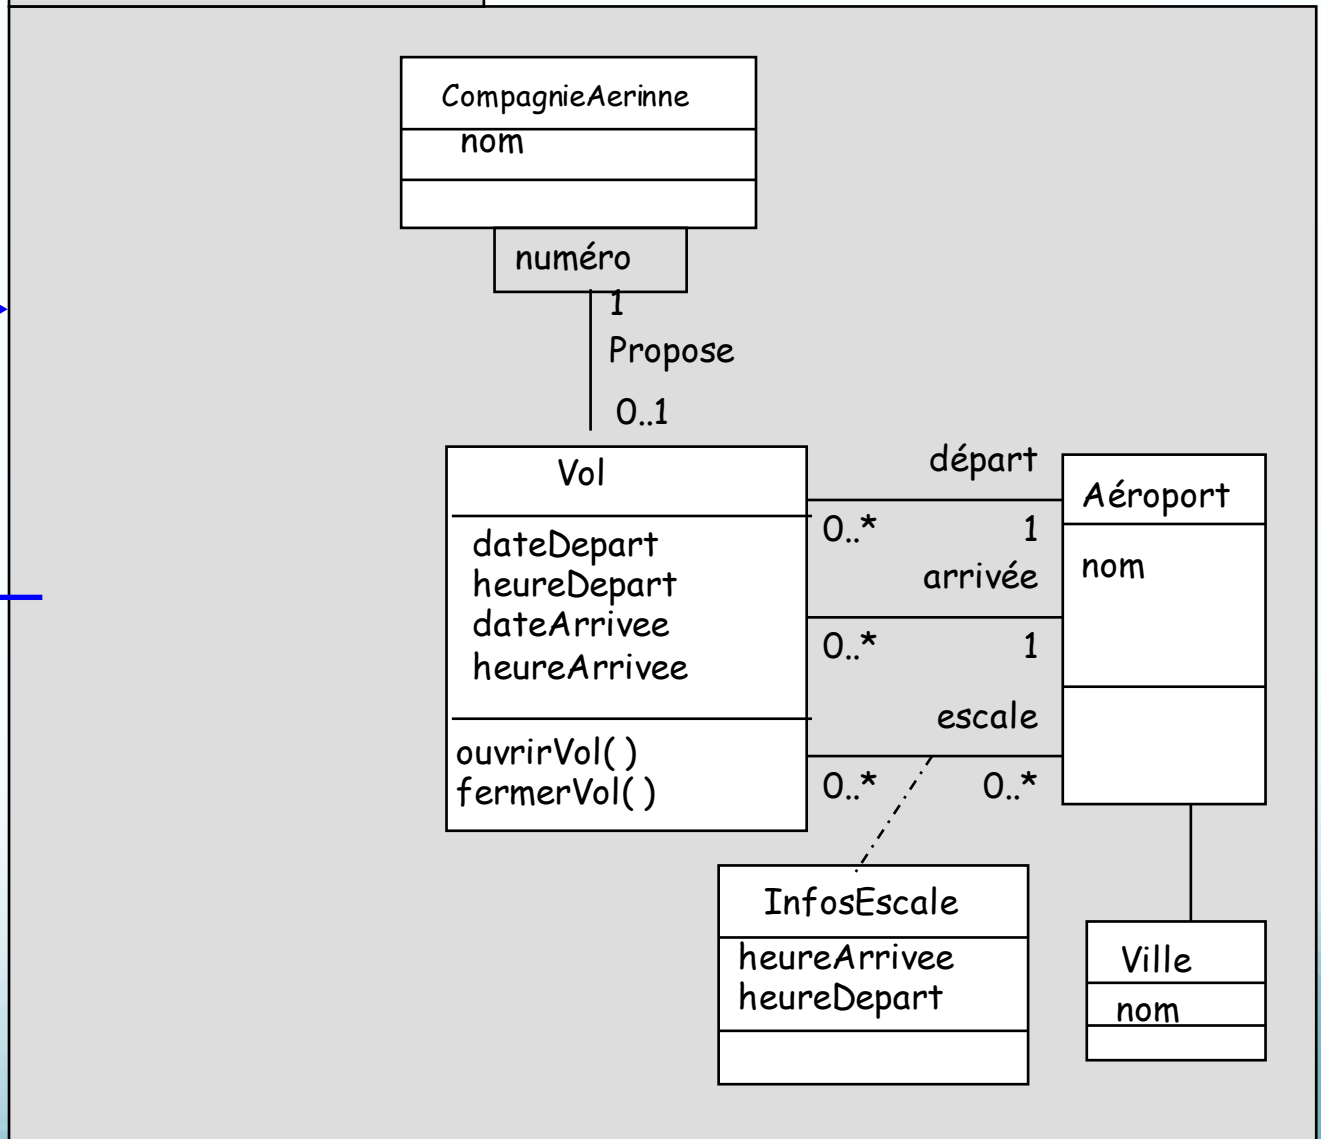 CompagnieAerinne
nom
numéro
1
Propose
0..1
Vol
dateDepart
heureDepart
dateArrivee
heureArrivee
ouvrirVol( )
fermerVol( )
départ
0..* 1
arrivée
0..* 1
escale
0..* 0..*
Aéroport
nom
InfosEscale
heureArrivee
heureDepart
Ville
nom